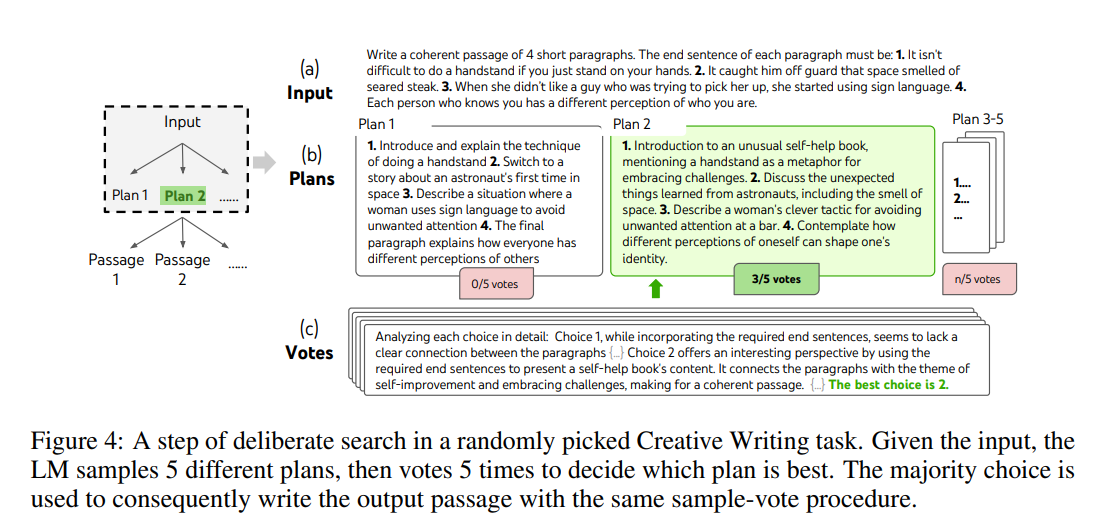 (a)
Input
Write a coherent passage of 4 short paragraphs. The end sentence of each paragraph must be: 1. It isn't
difficult to do a handstand if you just stand on your hands. 2. It caught him off guard that space smelled of
seared steak. 3. When she didn't like a guy who was trying to pick her up, she started using sign language. 4.
Each person who knows you has a different perception of who you are.
Input
Plan 1
Plan 2
......
Passage
1
Passage
2
......
(b)
Plans
Plan 1
1. Introduce and explain the technique
of doing a handstand 2. Switch to a
story about an astronaut's first time in
space 3. Describe a situation where a
woman uses sign language to avoid
unwanted attention 4. The final
paragraph explains how everyone has
different perceptions of others
0/5 votes
Plan 2
1. Introduction to an unusual self-help book,
mentioning a handstand as a metaphor for
embracing challenges. 2. Discuss the unexpected
things learned from astronauts, including the smell of
space. 3. Describe a woman's clever tactic for avoiding
unwanted attention at a bar. 4. Contemplate how
different perceptions of oneself can shape one's
identity.
3/5 votes
Plan 3-5
1....
2...
...
n/5 votes
(c)
Votes
Analyzing each choice in detail: Choice 1, while incorporating the required end sentences, seems to lack a
clear connection between the paragraphs {...} Choice 2 offers an interesting perspective by using the
required end sentences to present a self-help book's content. It connects the paragraphs with the theme of
self-improvement and embracing challenges, making for a coherent passage. {...} The best choice is 2.
Figure 4: A step of deliberate search in a randomly picked Creative Writing task. Given the input, the
LM samples 5 different plans, then votes 5 times to decide which plan is best. The majority choice is
used to consequently write the output passage with the same sample-vote procedure.